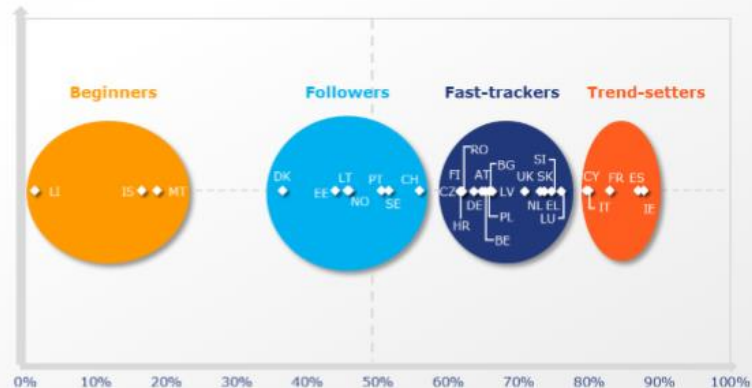 Beginners Followers Fast-trackers Trend-setters
RO
DK LT PT CH FI AT BG SI UK SK CY FR ES
LI IS MT EE NO SE CZ DE LV NL EL IT IE
HR PL LU
BE
0% 10% 20% 30% 40% 50% 60% 70% 80% 90% 100%